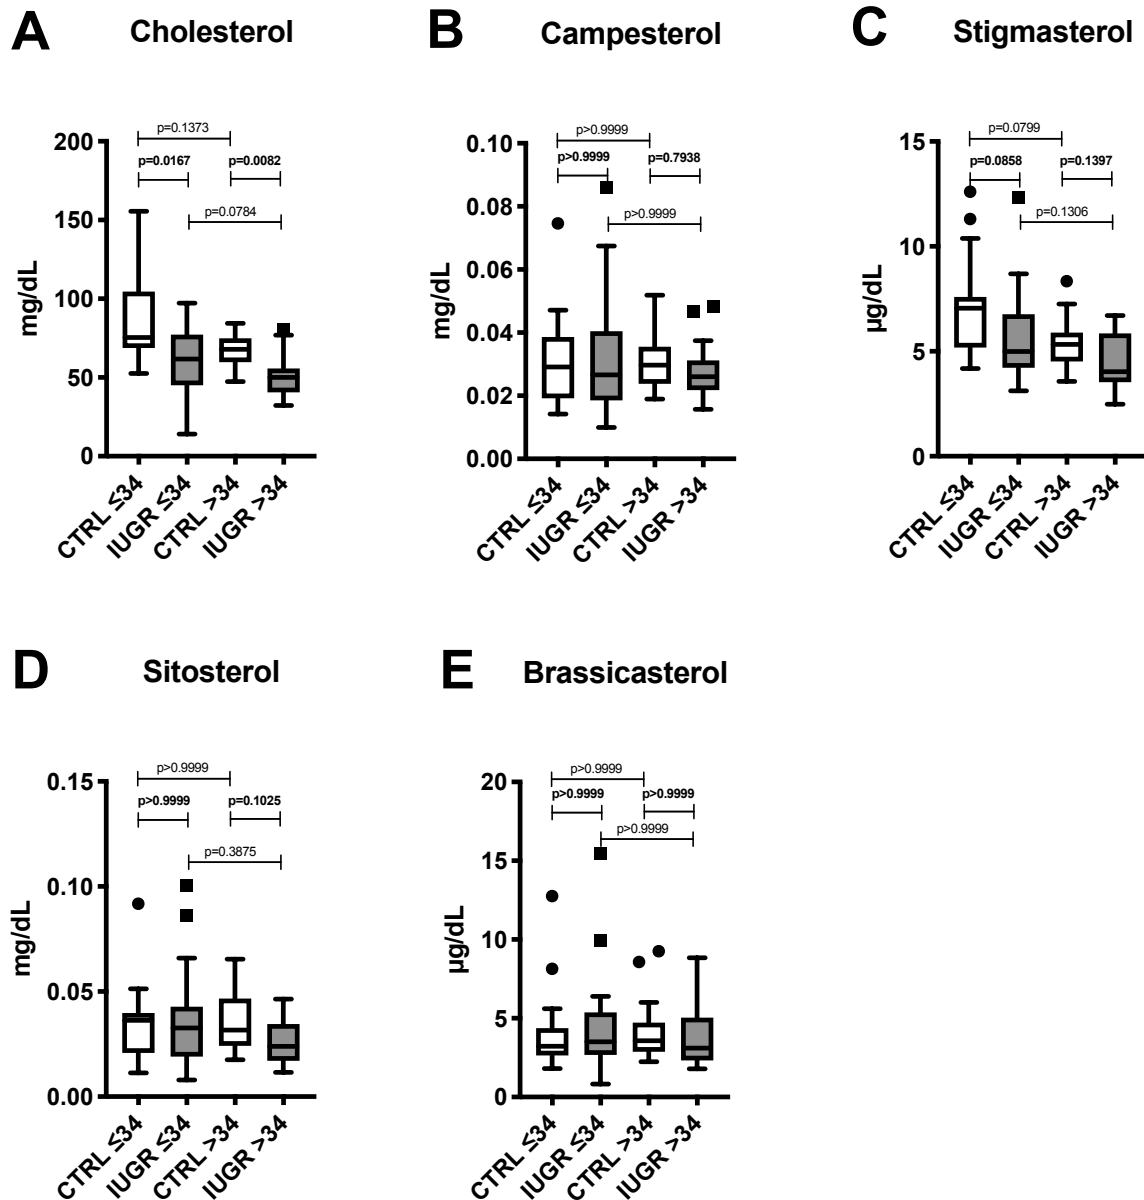 A Cholesterol
mg/dL
200
150
100
50
0
p=0.1373
p=0.0167 p=0.0082
p=0.0784
CTRL ≤34
IUGR ≤34
CTRL >34
IUGR >34
B Campesterol
mg/dL
0.10
0.08
0.06
0.04
0.02
0.00
p>0.9999
p>0.9999 p=0.7938
p>0.9999
CTRL ≤34
IUGR ≤34
CTRL >34
IUGR >34
C Stigmasterol
µg/dL
15
10
5
0
p=0.0799
p=0.0858 p=0.1397
p=0.1306
CTRL ≤34
IUGR ≤34
CTRL >34
IUGR >34
D Sitosterol
mg/dL
0.15
0.10
0.05
0.00
p>0.9999
p>0.9999 p=0.1025
p=0.3875
CTRL ≤34
IUGR ≤34
CTRL >34
IUGR >34
E Brassicasterol
µg/dL
20
15
10
5
0
p>0.9999
p>0.9999 p>0.9999
p>0.9999
CTRL ≤34
IUGR ≤34
CTRL >34
IUGR >34